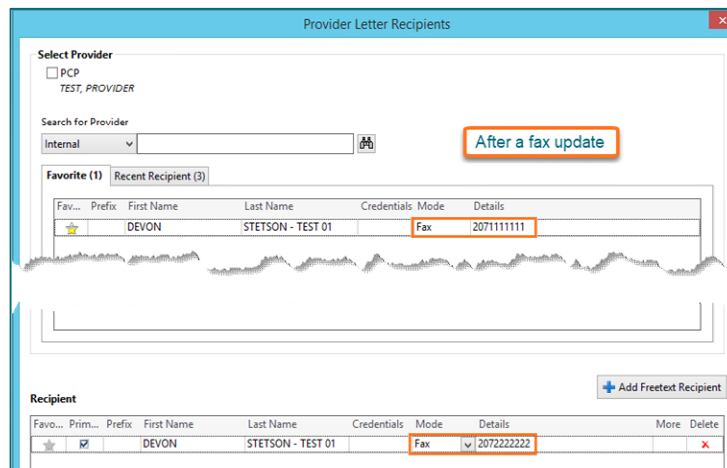 Provider Letter Recipients
Select Provider
PCP
TEST, PROVIDER
Search for Provider
Internal
After a fax update
Favorite (1) Recent Recipient (3)
Fav... Prefix First Name Last Name Credentials Mode Details
DEVON STETSON - TEST 01 Fax 2071111111
Add Freetext Recipient
Recipient
Favo... Prim... Prefix First Name Last Name Credentials Mode Details More Delete
DEVON STETSON - TEST 01 Fax 2072222222